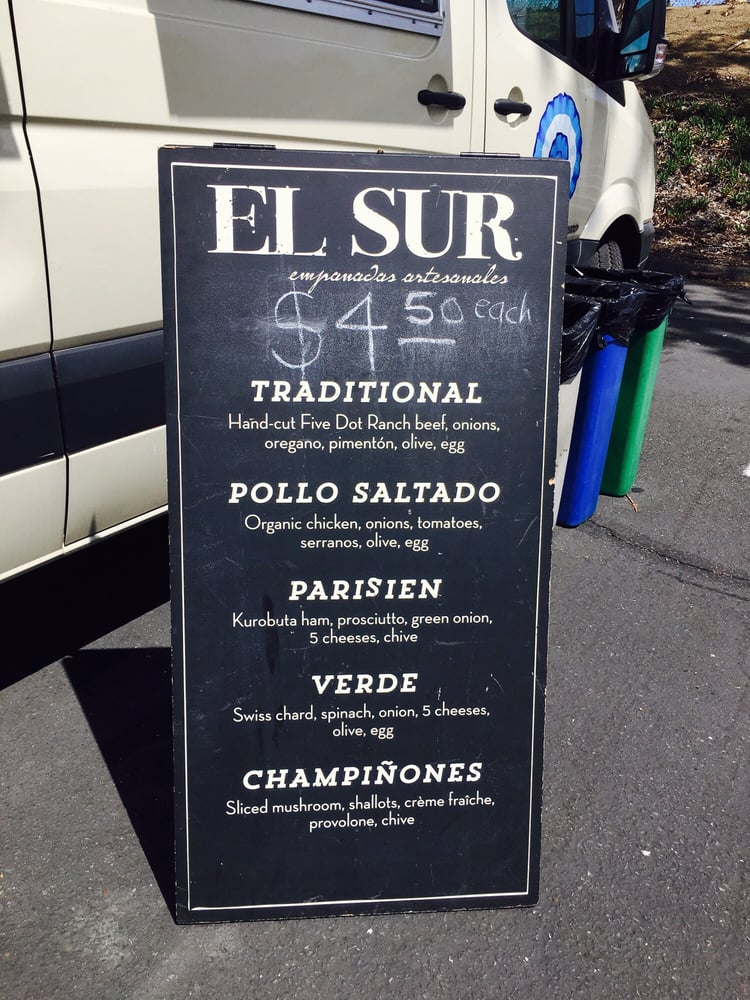 EL SUR
empanadas artesanales
$4 50 each
TRADITIONAL
Hand-cut Five Dot Ranch beef, onions,
oregano, pimentón, olive, egg
POLLO SALTADO
Organic chicken, onions, tomatoes,
serranos, olive, egg
PARISIEN
Kurobuta ham, prosciutto, green onion,
5 cheeses, chive
VERDE
Swiss chard, spinach, onion, 5 cheeses,
olive, egg
CHAMPIÑONES
Sliced mushroom, shallots, crème fraîche,
provolone, chive